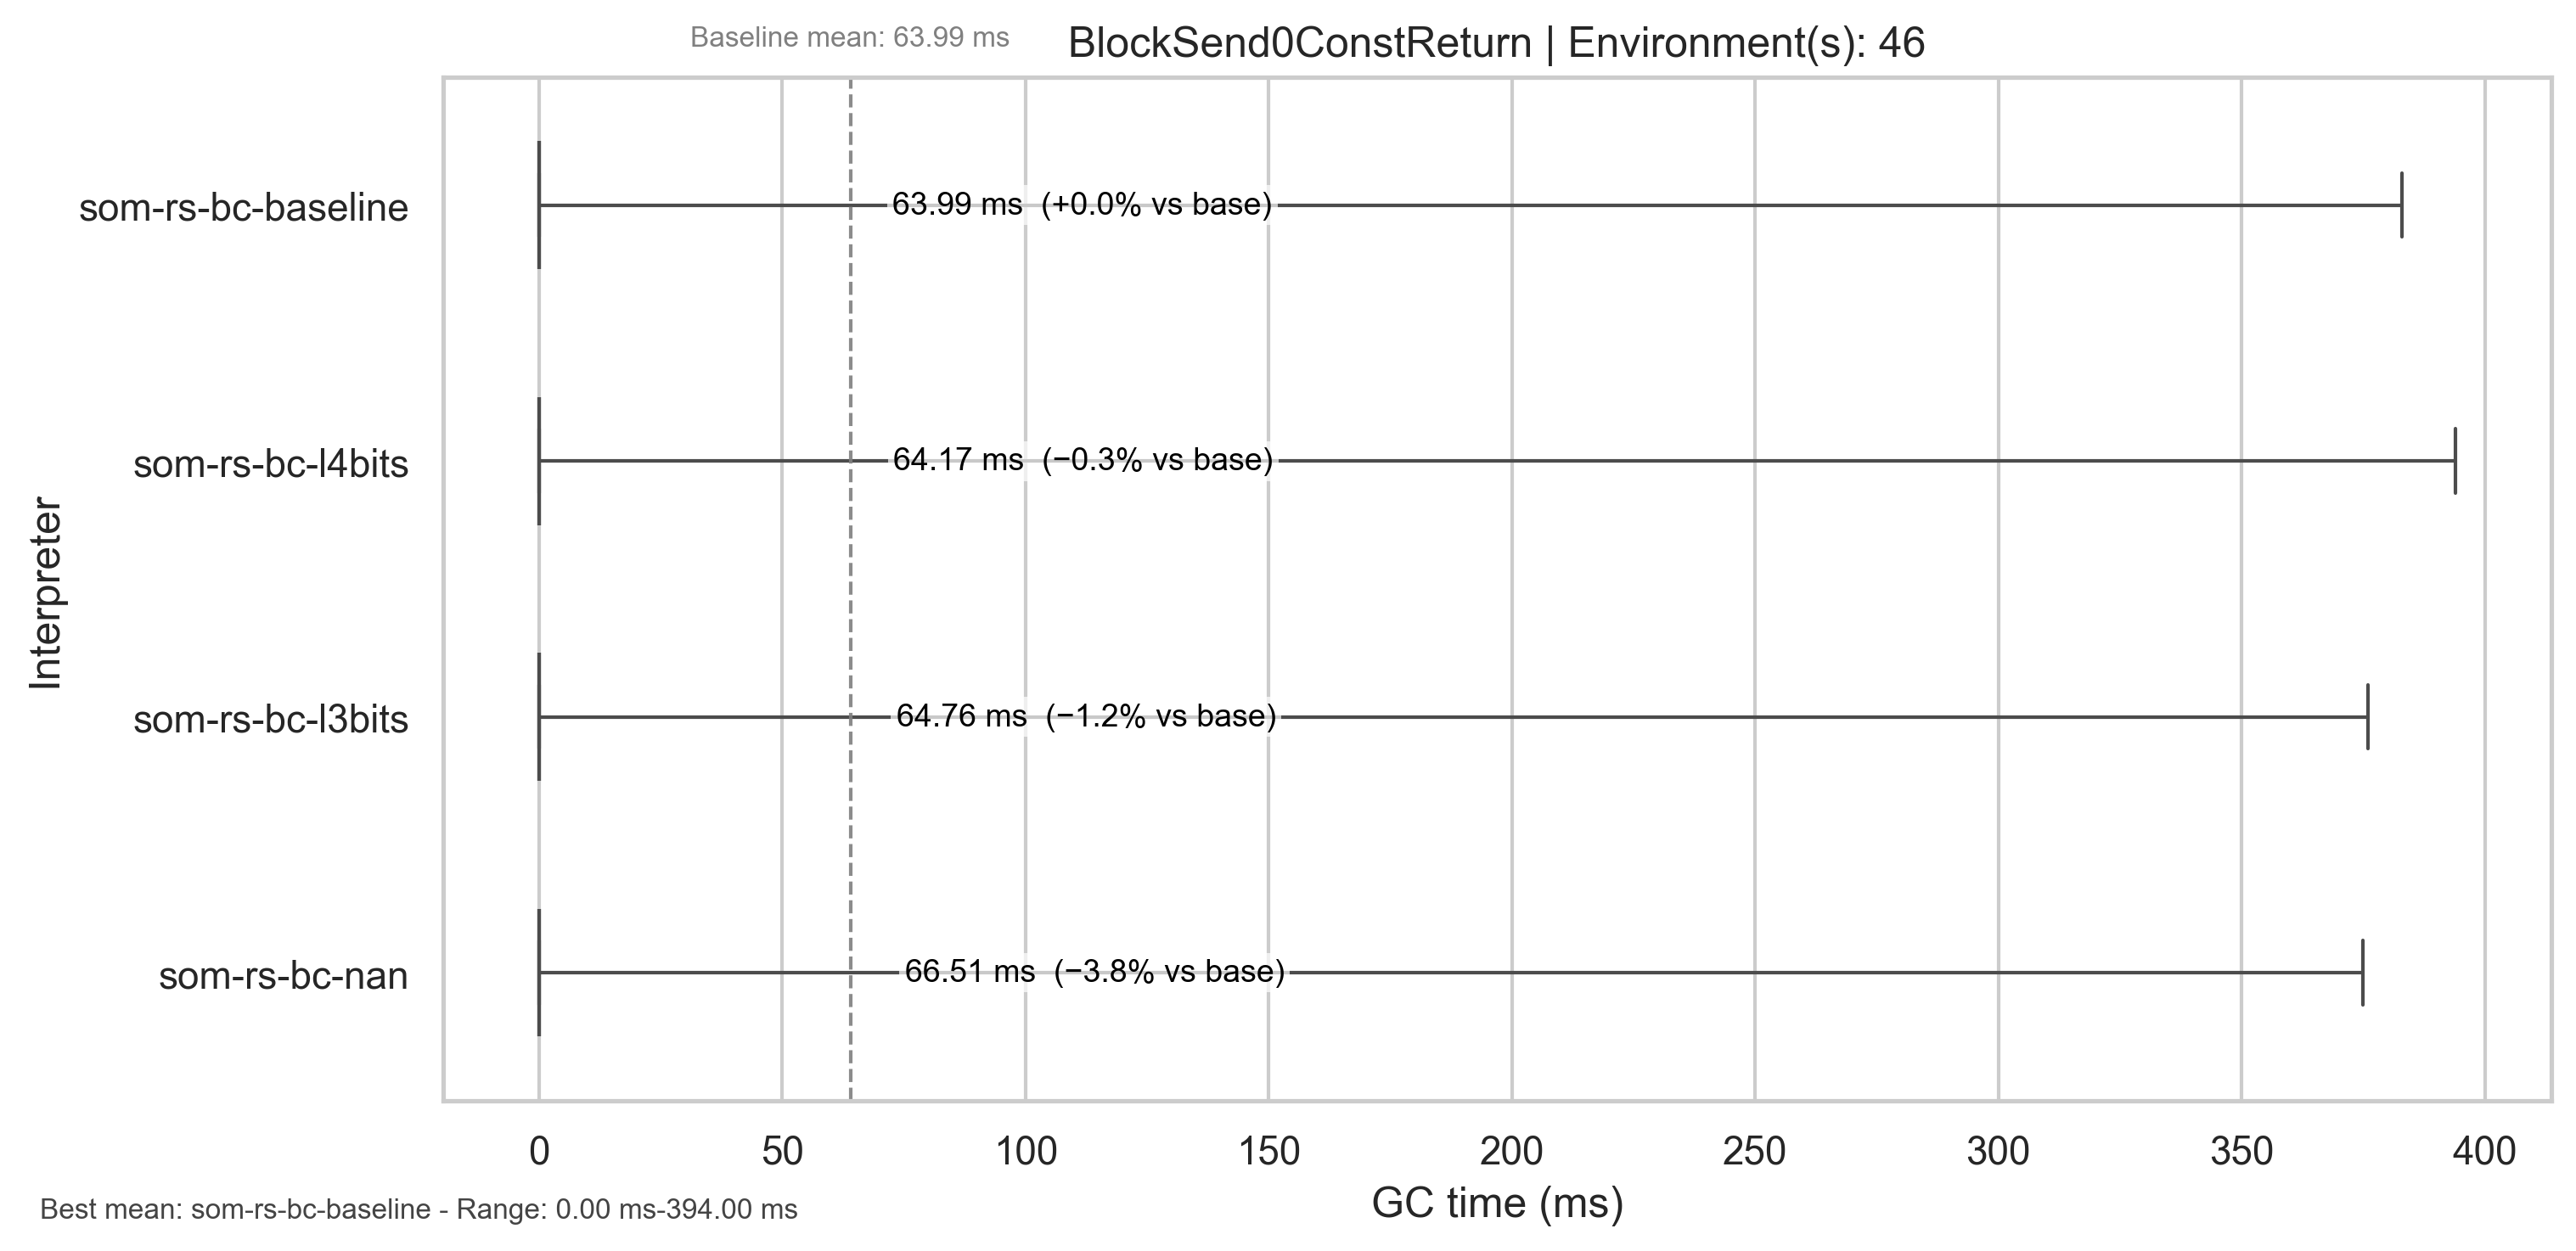 Baseline mean: 63.99 ms
BlockSend0ConstReturn | Environment(s): 46
som-rs-bc-baseline
63.99 ms  (+0.0% vs base)
som-rs-bc-l4bits
64.17 ms  (−0.3% vs base)
som-rs-bc-l3bits
64.76 ms  (−1.2% vs base)
som-rs-bc-nan
66.51 ms  (−3.8% vs base)
Interpreter
0 50 100 150 200 250 300 350 400
GC time (ms)
Best mean: som-rs-bc-baseline - Range: 0.00 ms-394.00 ms